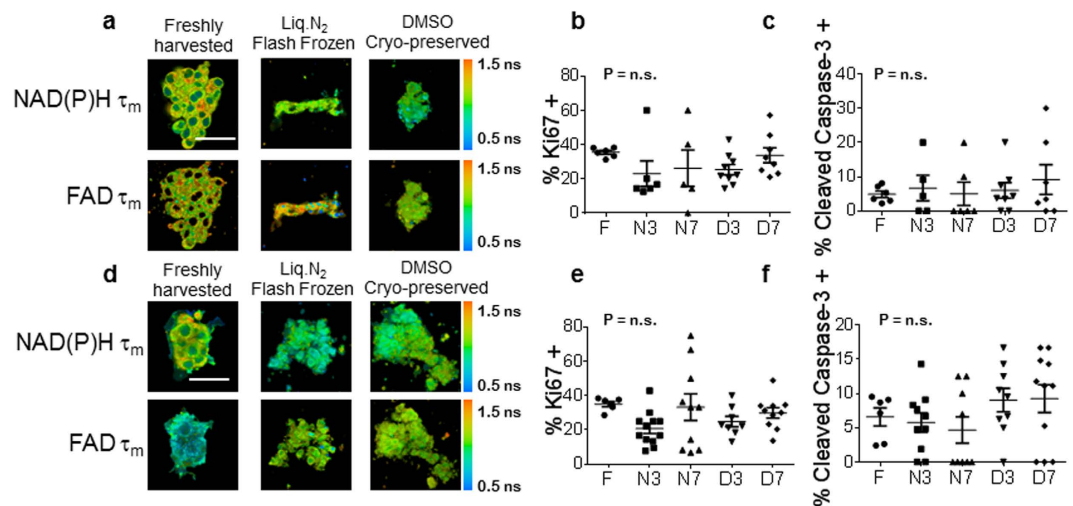 a
Freshly harvested
Liq.N₂ Flash Frozen
DMSO Cryo-preserved
NAD(P)H τm
FAD τm
1.5 ns
0.5 ns
1.5 ns
0.5 ns
b
P = n.s.
% Ki67 +
80
60
40
20
0
F N3 N7 D3 D7
c
P = n.s.
% Cleaved Caspase-3 +
40
30
20
10
0
F N3 N7 D3 D7
d
Freshly harvested
Liq.N₂ Flash Frozen
DMSO Cryo-preserved
NAD(P)H τm
FAD τm
1.5 ns
0.5 ns
1.5 ns
0.5 ns
e
P = n.s.
% Ki67 +
80
60
40
20
0
F N3 N7 D3 D7
f
P = n.s.
% Cleaved Caspase-3 +
20
15
10
5
0
F N3 N7 D3 D7